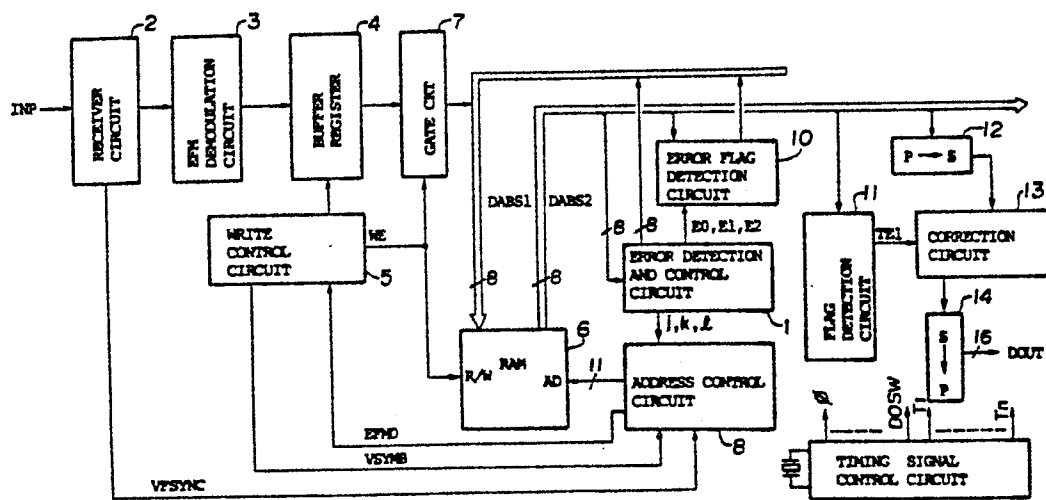 2
3
4
7
INP
RECEIVER
CIRCUIT
EFM
DEMODULATION
CIRCUIT
BUFFER
REGISTER
GATE CKT
10
12
P → S
ERROR FLAG
DETECTION
CIRCUIT
DABS1
DABS2
8
8
E0,E1,E2
11
13
FLAG
DETECTION
CIRCUIT
TE1
CORRECTION
CIRCUIT
WRITE
CONTROL
CIRCUIT
WE
5
ERROR DETECTION
AND CONTROL
CIRCUIT
8
8
1
j,k,ℓ
14
S
↓
P
16
DOUT
6
RAM
R/W
AD
11
ADDRESS CONTROL
CIRCUIT
8
EFMO
VSYMB
VFSYNC
Ø
DOSW
T1
Tn
TIMING SIGNAL
CONTROL CIRCUIT